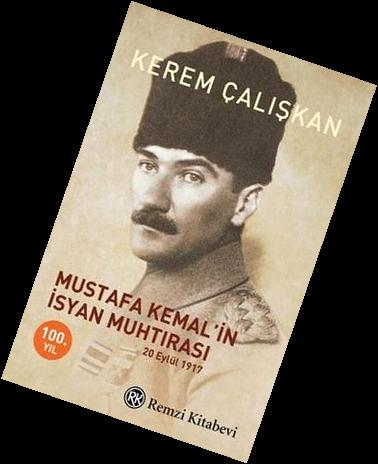 KEREM ÇALIŞKAN
MUSTAFA KEMAL'İN
İSYAN MUHTIRASI
20 Eylül 1917
100.
YIL
RK Remzi Kitabevi